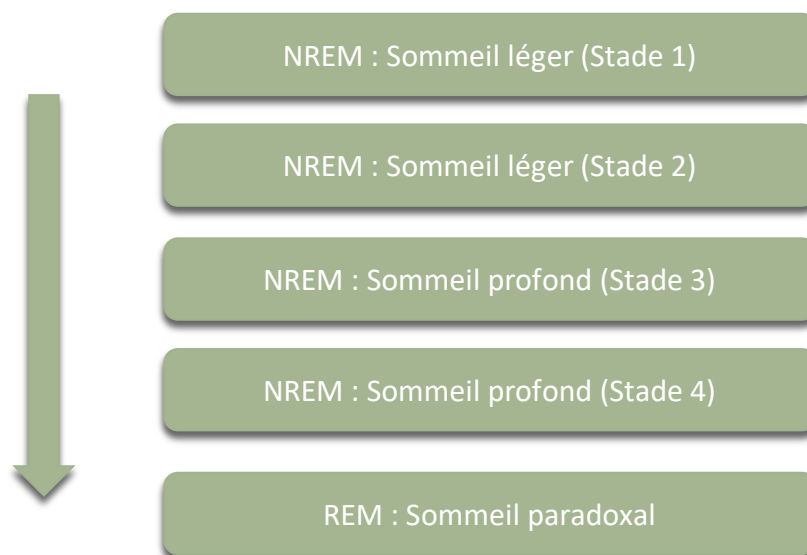 NREM : Sommeil léger (Stade 1)
NREM : Sommeil léger (Stade 2)
NREM : Sommeil profond (Stade 3)
NREM : Sommeil profond (Stade 4)
REM : Sommeil paradoxal